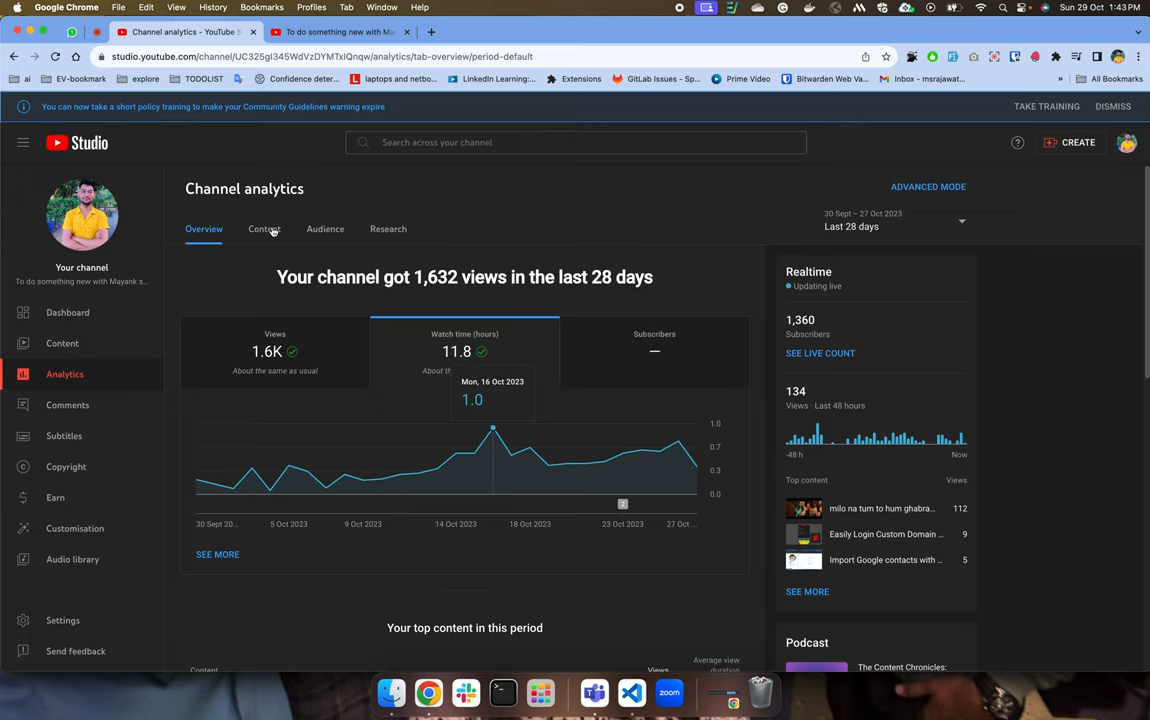 Google Chrome File Edit View History Bookmarks Profiles Tab Window Help Sun 29 Oct 1:43 PM
Channel analytics - YouTube S To do something new with Ma
studio.youtube.com/channel/UC325gI345WdVzDYMTxIQnqw/analytics/tab-overview/period-default
ai EV-bookmark explore TODOLIST Confidence deter... laptops and netbo... LinkedIn Learning:... Extensions GitLab Issues - Sp... Prime Video Bitwarden Web Va... Inbox - msrajawat... » All Bookmarks
You can now take a short policy training to make your Community Guidelines warning expire TAKE TRAINING DISMISS
Studio Search across your channel CREATE
Channel analytics ADVANCED MODE
30 Sept – 27 Oct 2023
Last 28 days
Overview Content Audience Research
Your channel
To do something new with Mayank s...
Dashboard
Content
Analytics
Comments
Subtitles
Copyright
Earn
Customisation
Audio library
Settings
Send feedback
Your channel got 1,632 views in the last 28 days
Views
1.6K
About the same as usual
Watch time (hours)
11.8
About th
Subscribers
—
Mon, 16 Oct 2023
1.0
1.0
0.7
0.3
0.0
2
30 Sept 20... 5 Oct 2023 9 Oct 2023 14 Oct 2023 18 Oct 2023 23 Oct 2023 27 Oct ...
SEE MORE
Your top content in this period
Content Views Average view
duration
Realtime
Updating live
1,360
Subscribers
SEE LIVE COUNT
134
Views · Last 48 hours
-48 h Now
Top content Views
milo na tum to hum ghabra... 112
Easily Login Custom Domain ... 9
Import Google contacts with ... 5
SEE MORE
Podcast
The Content Chronicles:
zoom